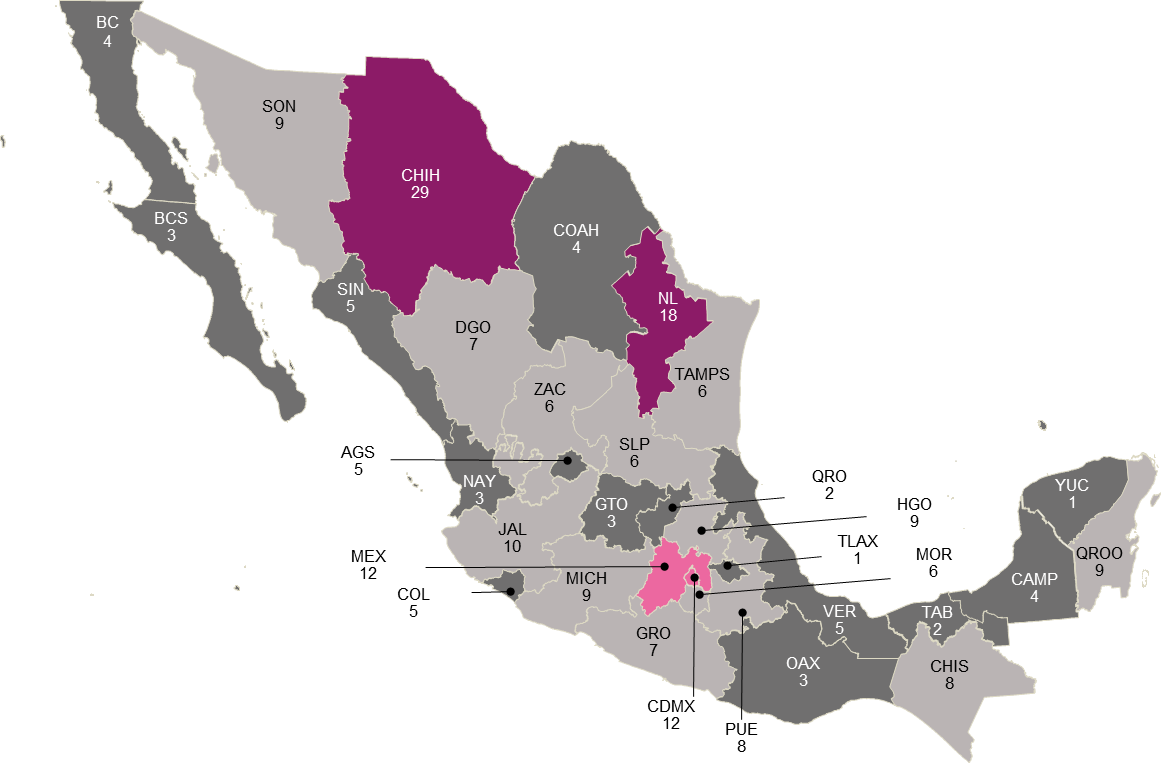 BC
4
SON
9
CHIH
29
BCS
3
COAH
4
SIN
5
NL
18
DGO
7
TAMPS
6
ZAC
6
SLP
6
AGS
5
NAY
3
GTO
3
QRO
2
YUC
1
HGO
9
JAL
10
TLAX
1
QROO
9
MEX
12
MICH
9
MOR
6
CAMP
4
COL
5
VER
5
TAB
2
GRO
7
OAX
3
CHIS
8
CDMX
12
PUE
8